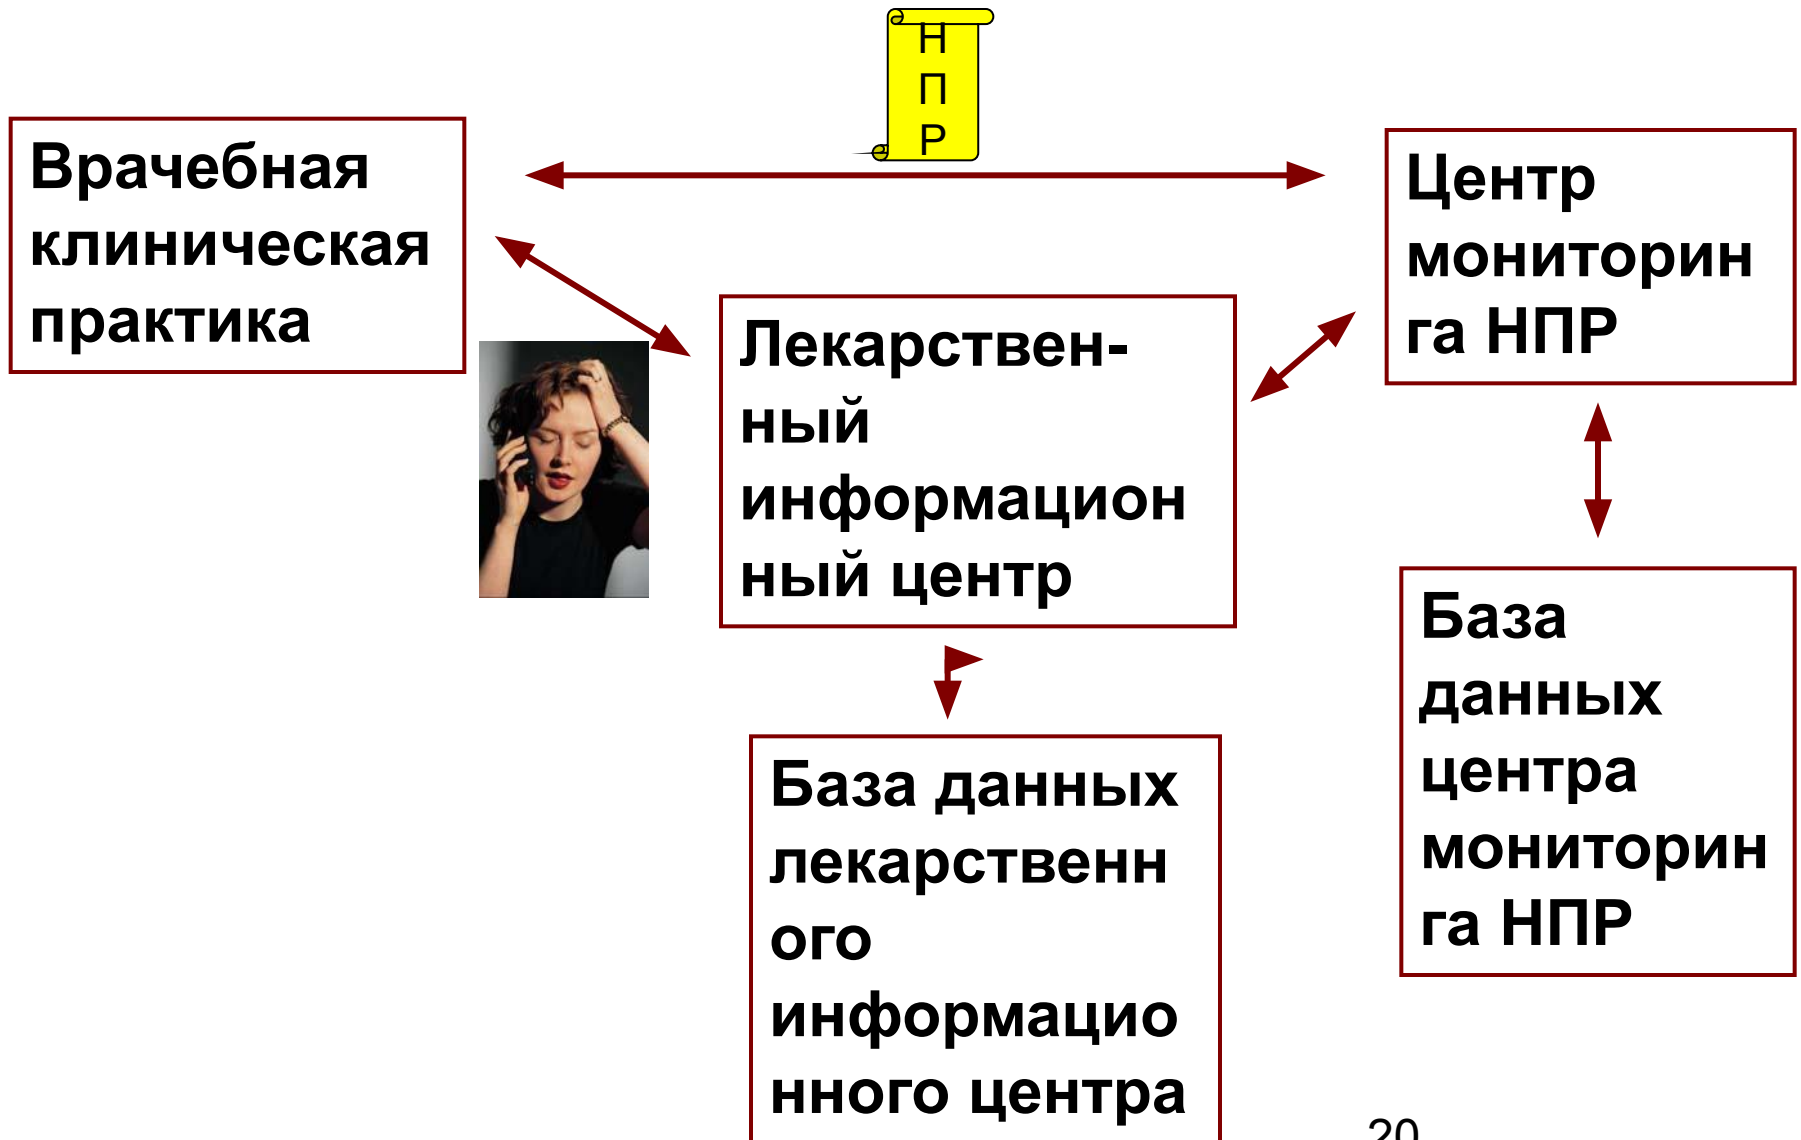 Н
П
Р
Врачебная
клиническая
практика
Центр
мониторин
га НПР
Лекарствен-
ный
информацион
ный центр
База
данных
центра
мониторин
га НПР
База данных
лекарственн
ого
информацио
нного центра
20